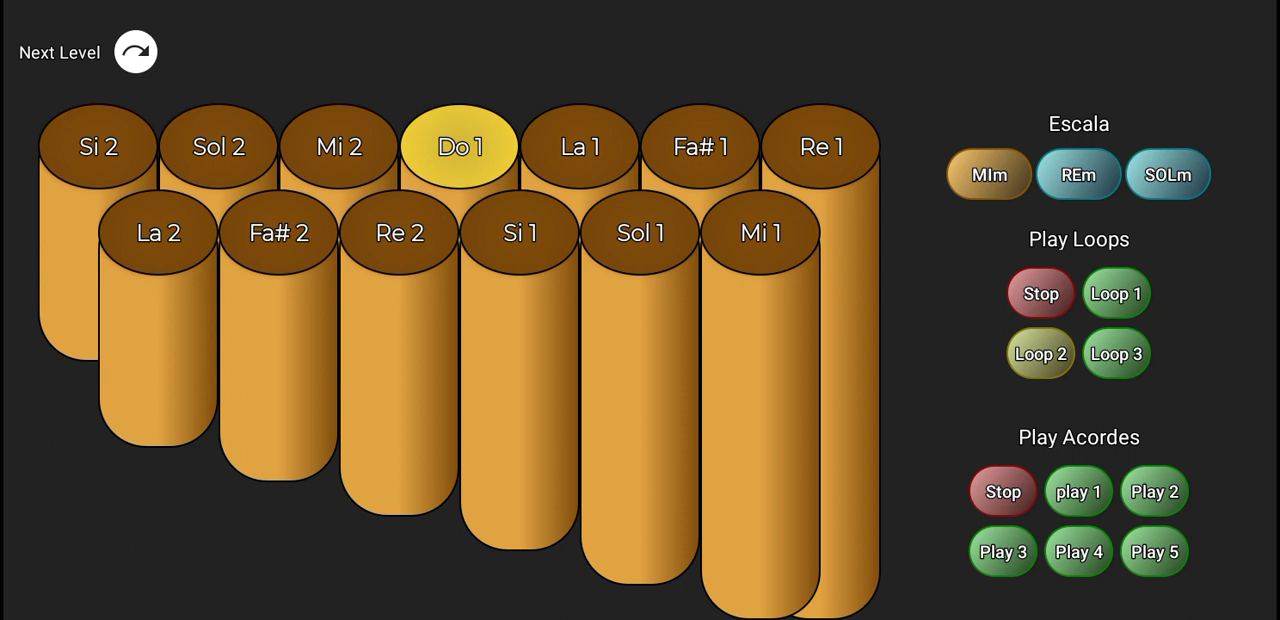 Next Level
Si 2 Sol 2 Mi 2 Do 1 La 1 Fa# 1 Re 1
La 2 Fa# 2 Re 2 Si 1 Sol 1 Mi 1
Escala
MIm REm SOLm
Play Loops
Stop Loop 1
Loop 2 Loop 3
Play Acordes
Stop play 1 Play 2
Play 3 Play 4 Play 5